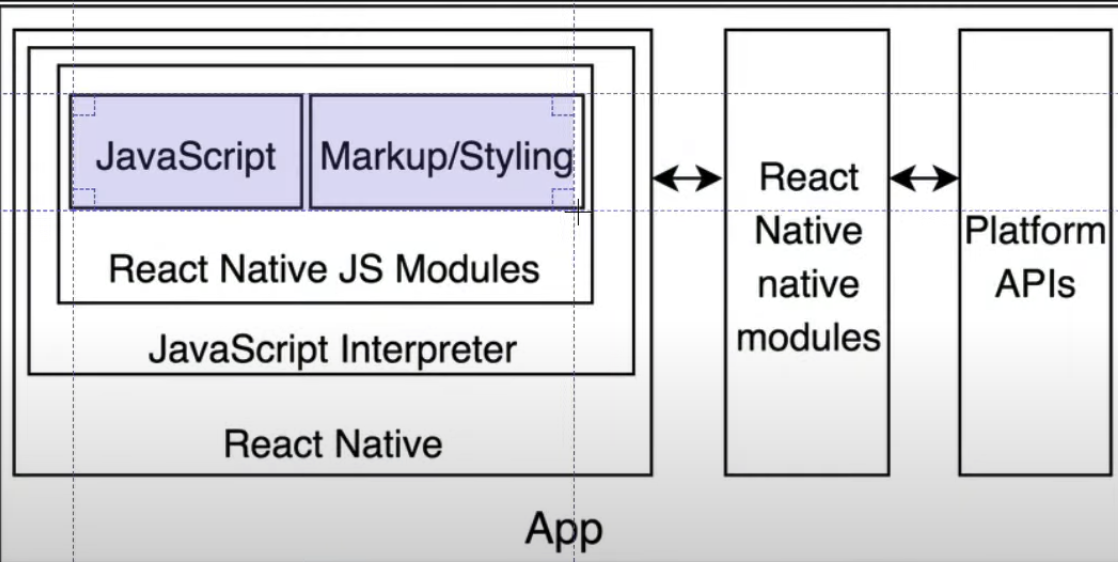 JavaScript
Markup/Styling
React Native JS Modules
JavaScript Interpreter
React Native
React
Native
native
modules
Platform
APIs
App